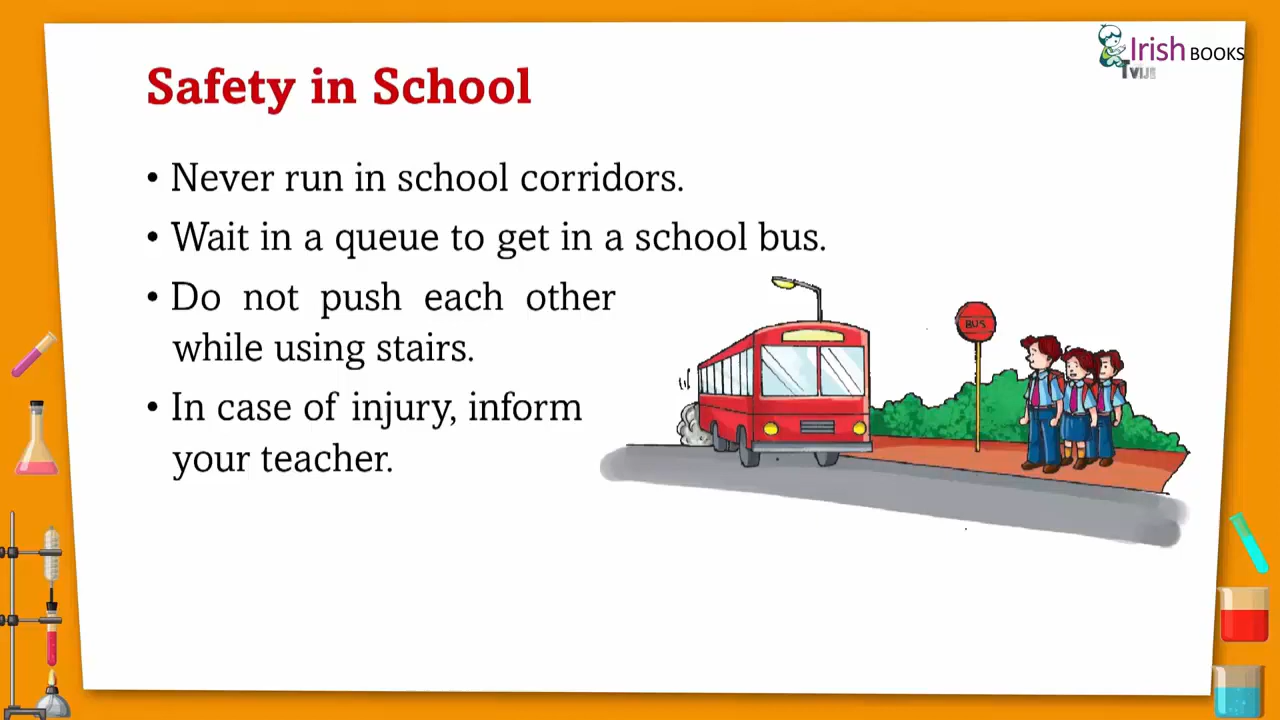 Irish BOOKS
Safety in School
• Never run in school corridors.
• Wait in a queue to get in a school bus.
• Do not push each other
while using stairs.
• In case of injury, inform
your teacher.
BUS